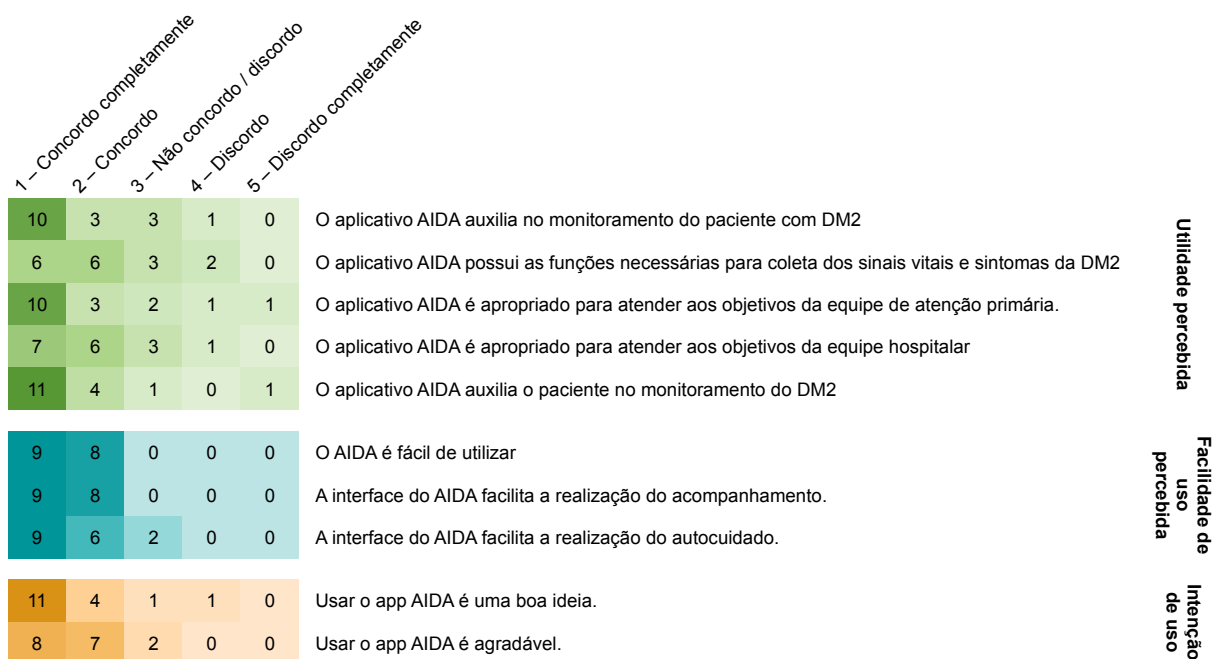 1 – Concordo completamente
2 – Concordo
3 – Não concordo / discordo
4 – Discordo
5 – Discordo completamente
10 3 3 1 0 O aplicativo AIDA auxilia no monitoramento do paciente com DM2
6 6 3 2 0 O aplicativo AIDA possui as funções necessárias para coleta dos sinais vitais e sintomas da DM2
10 3 2 1 1 O aplicativo AIDA é apropriado para atender aos objetivos da equipe de atenção primária.
7 6 3 1 0 O aplicativo AIDA é apropriado para atender aos objetivos da equipe hospitalar
11 4 1 0 1 O aplicativo AIDA auxilia o paciente no monitoramento do DM2
Utilidade percebida
9 8 0 0 0 O AIDA é fácil de utilizar
9 8 0 0 0 A interface do AIDA facilita a realização do acompanhamento.
9 6 2 0 0 A interface do AIDA facilita a realização do autocuidado.
Facilidade de
uso
percebida
11 4 1 1 0 Usar o app AIDA é uma boa ideia.
8 7 2 0 0 Usar o app AIDA é agradável.
Intenção
de uso